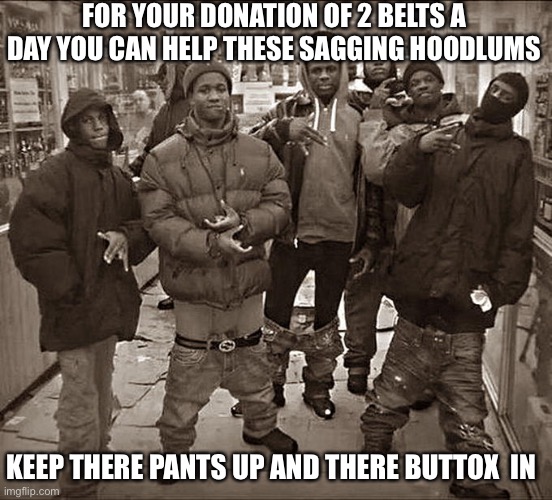 FOR YOUR DONATION OF 2 BELTS A
DAY YOU CAN HELP THESE SAGGING HOODLUMS
KEEP THERE PANTS UP AND THERE BUTTOX IN
imgflip.com